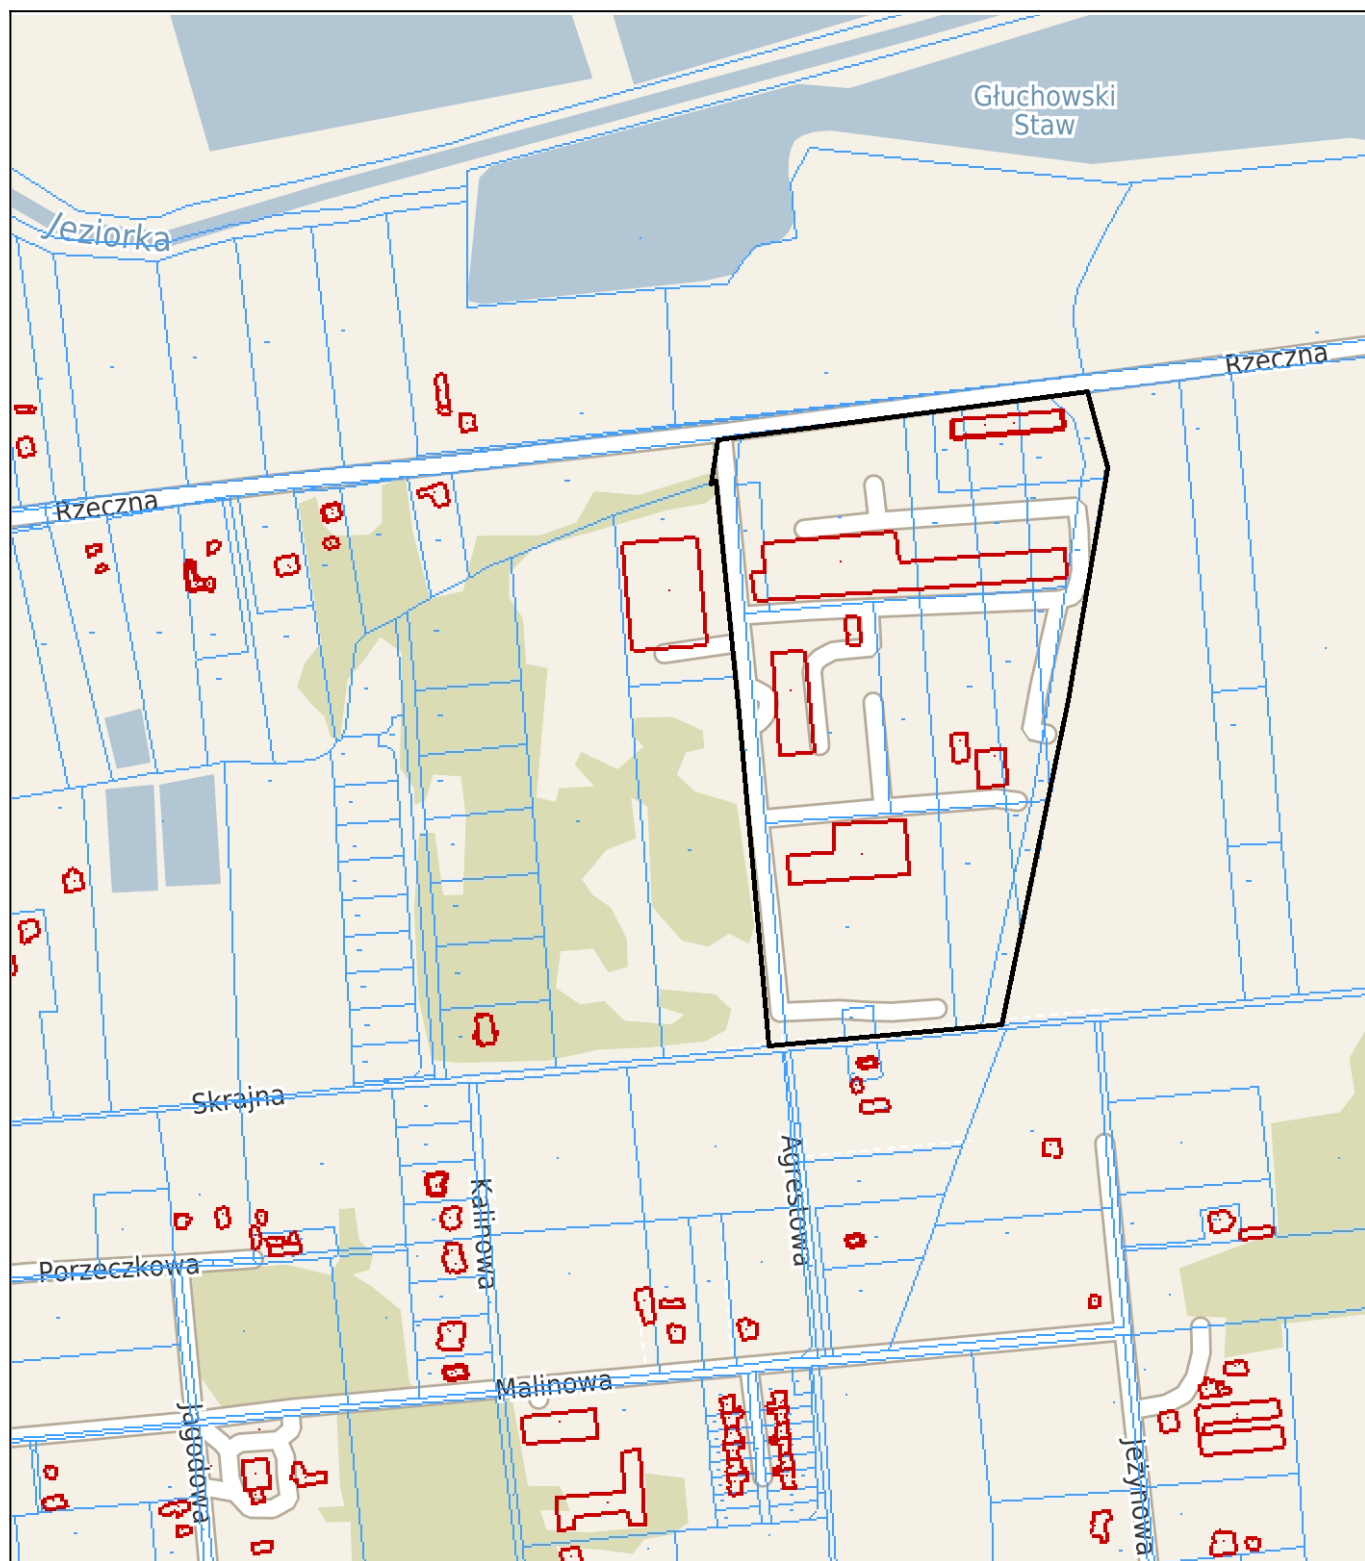 Głuchowski
Staw
Jeziorka
Rzeczna
Rzeczna
Skrajna
Agrestowa
Kalinowa
Porzeczkowa
Malinowa
Jagodowa
Jeżynowa